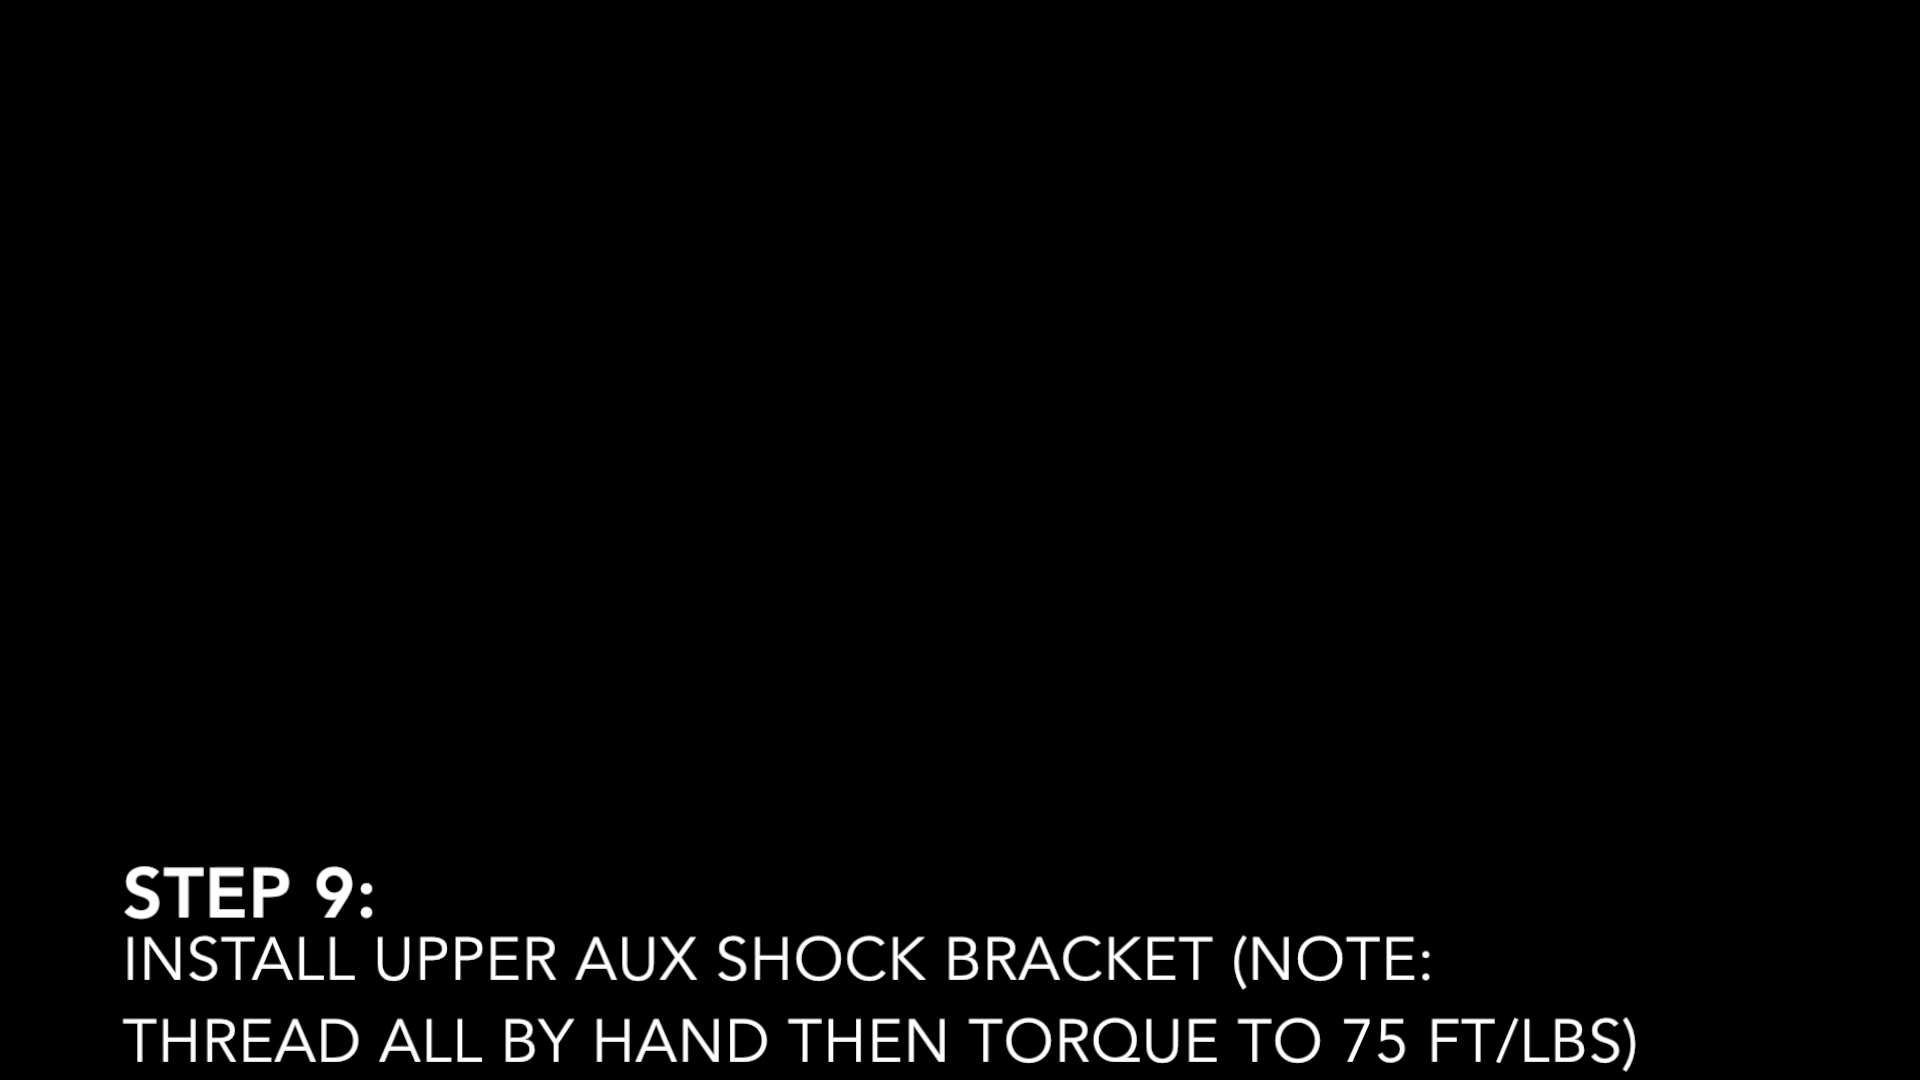 STEP 9:
INSTALL UPPER AUX SHOCK BRACKET (NOTE:
THREAD ALL BY HAND THEN TORQUE TO 75 FT/LBS)